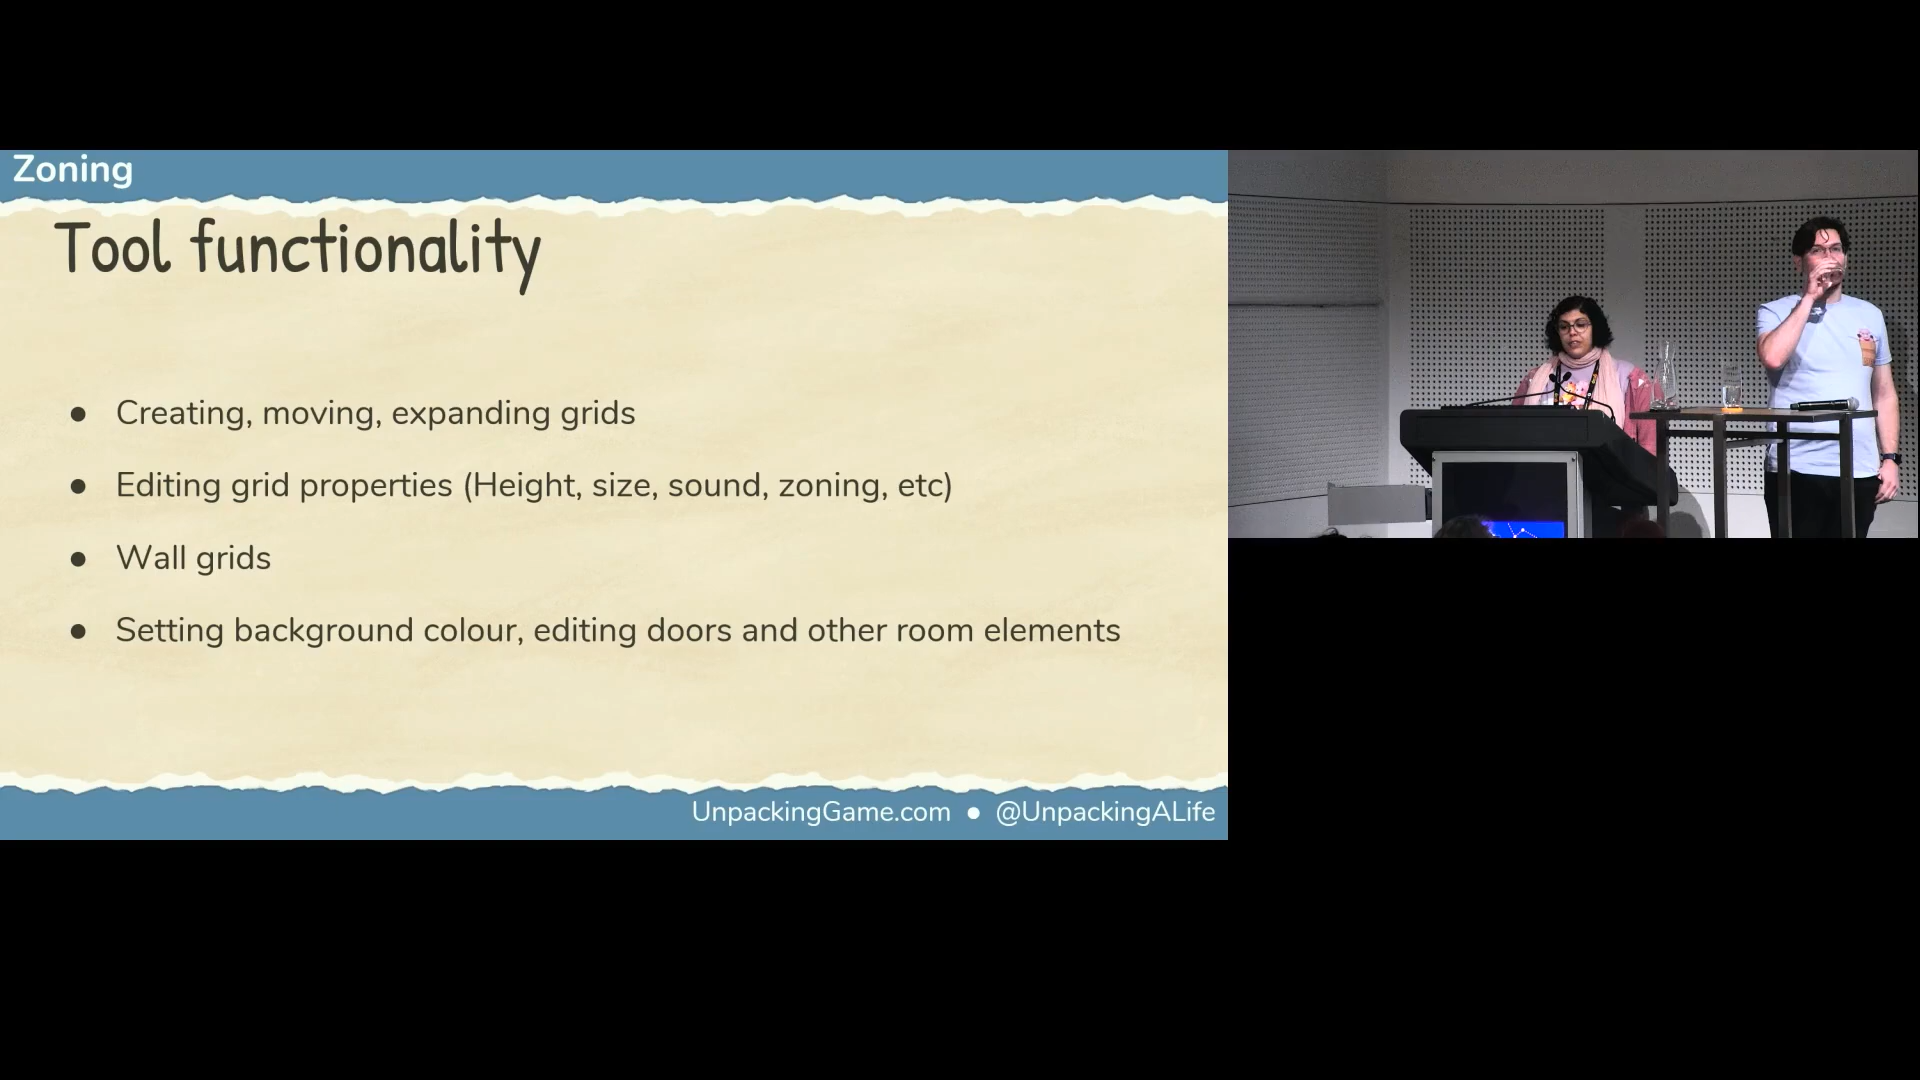 Zoning
Tool functionality
● Creating, moving, expanding grids
● Editing grid properties (Height, size, sound, zoning, etc)
● Wall grids
● Setting background colour, editing doors and other room elements
UnpackingGame.com ● @UnpackingALife